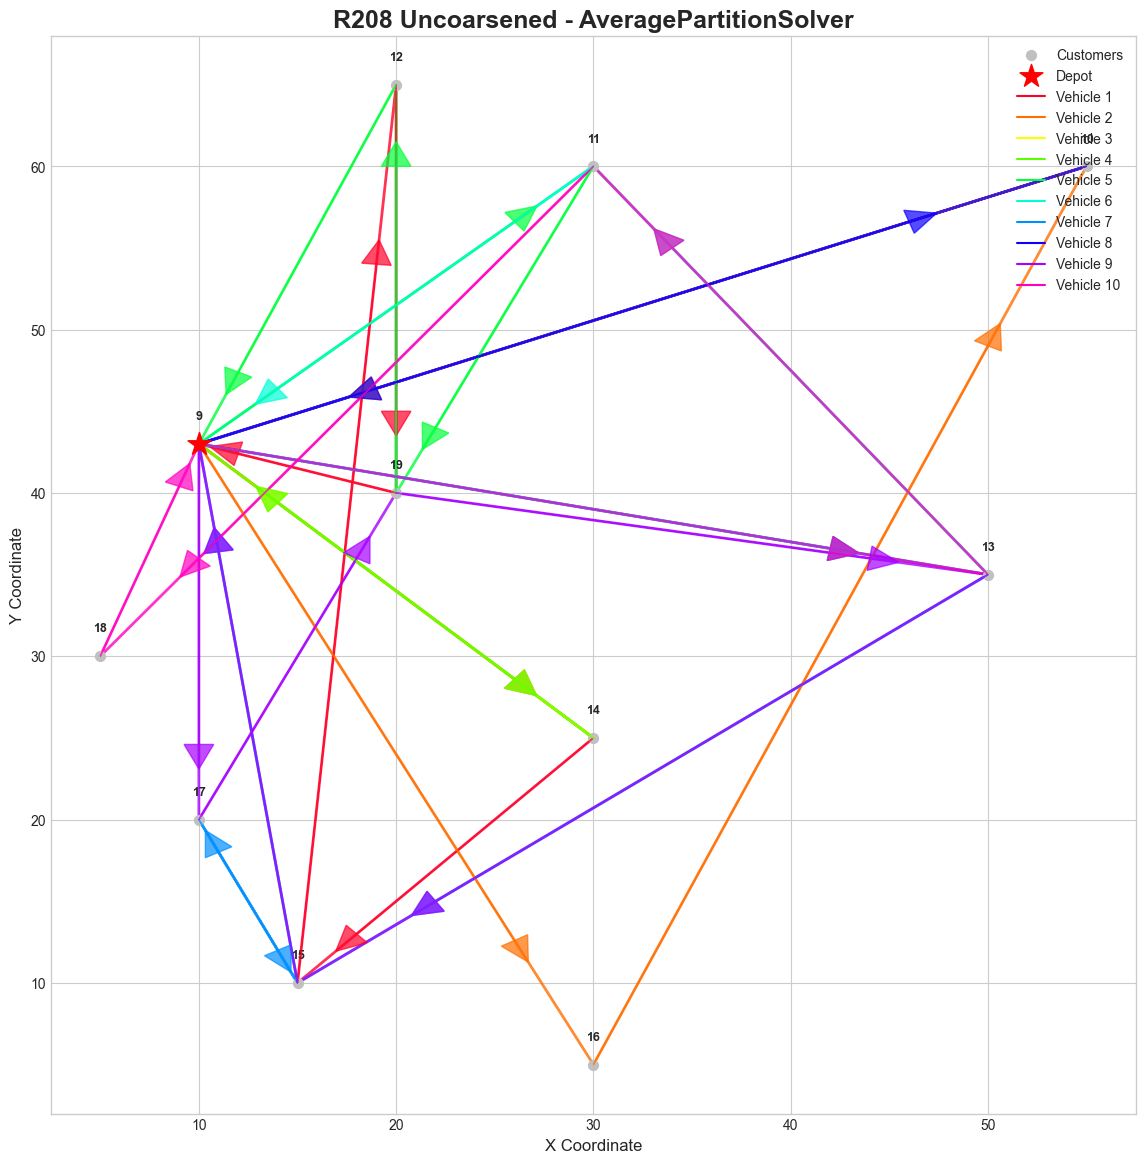 R208 Uncoarsened - AveragePartitionSolver
Customers
Depot
Vehicle 1
Vehicle 2
Vehicle 3
Vehicle 4
Vehicle 5
Vehicle 6
Vehicle 7
Vehicle 8
Vehicle 9
Vehicle 10
12
11
10
9
19
13
18
14
17
15
16
60
50
40
30
20
10
Y Coordinate
10
20
30
40
50
X Coordinate